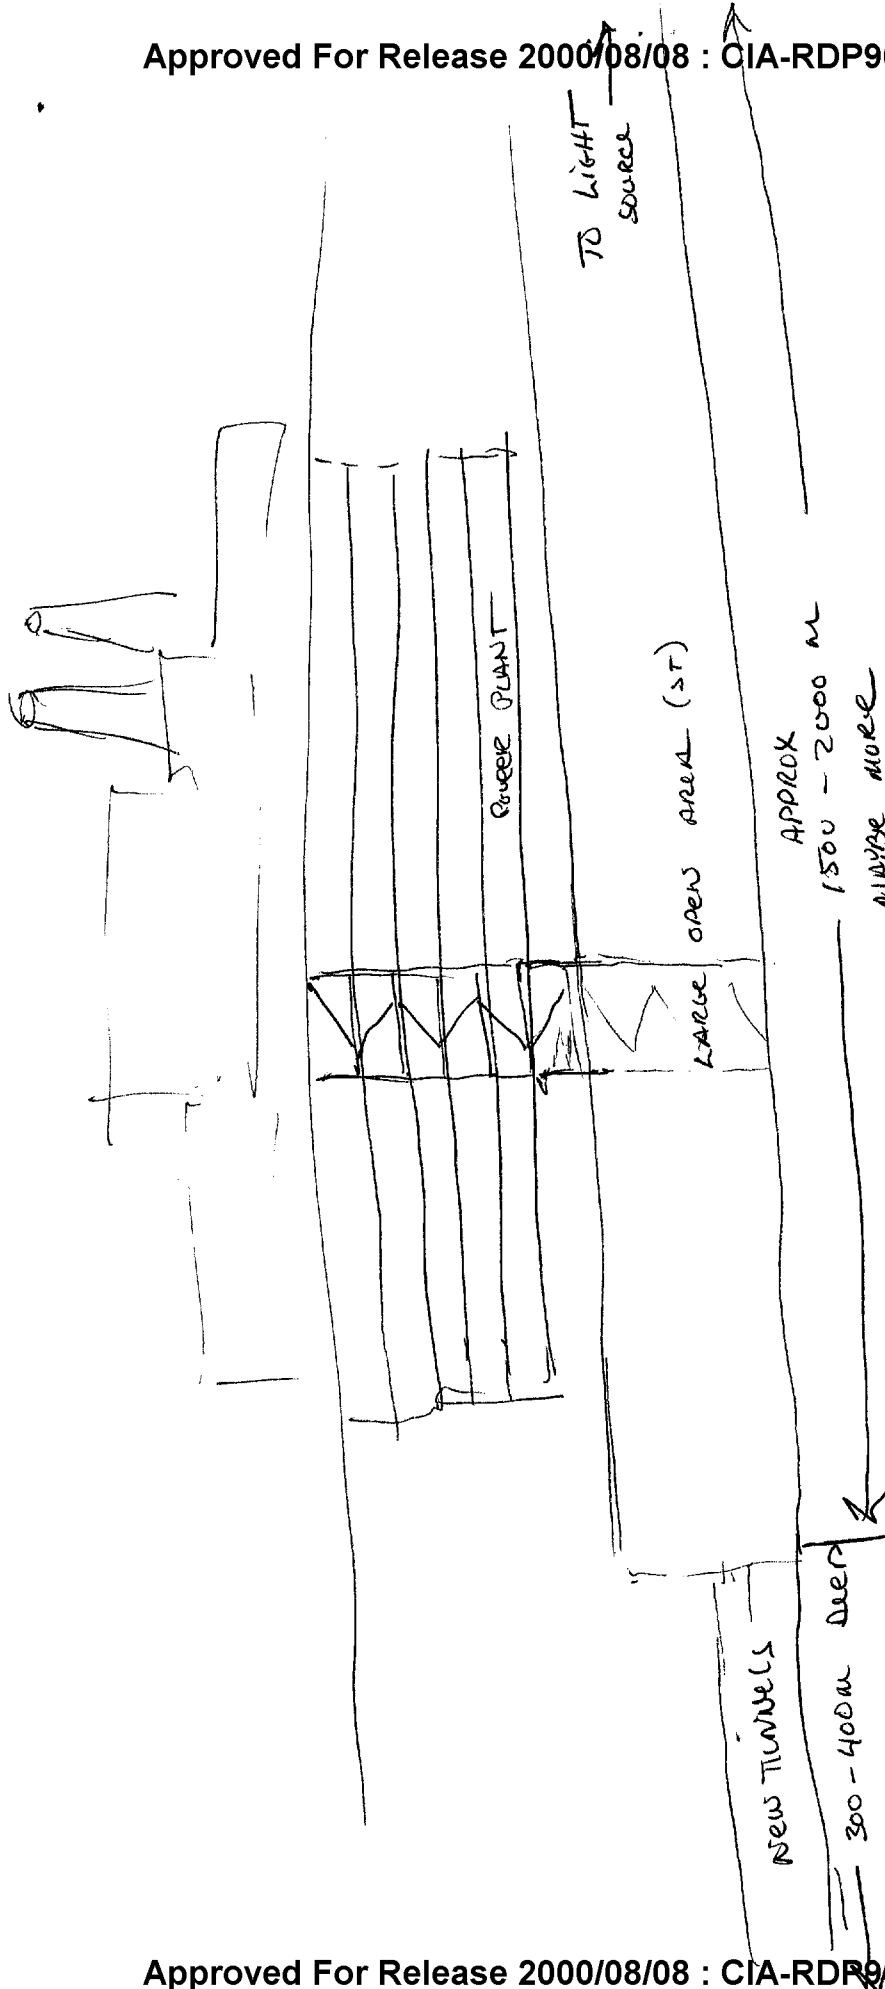 Approved For Release 2000/08/08 : CIA-RDP9
TO LIGHT
SOURCE
POWER PLANT
LARGE OPEN AREA (ST)
APPROX
1500 - 2000 M
MAYBE MORE
NEW TUNNELS
300 - 400m Deep
Approved For Release 2000/08/08 : CIA-RDP9